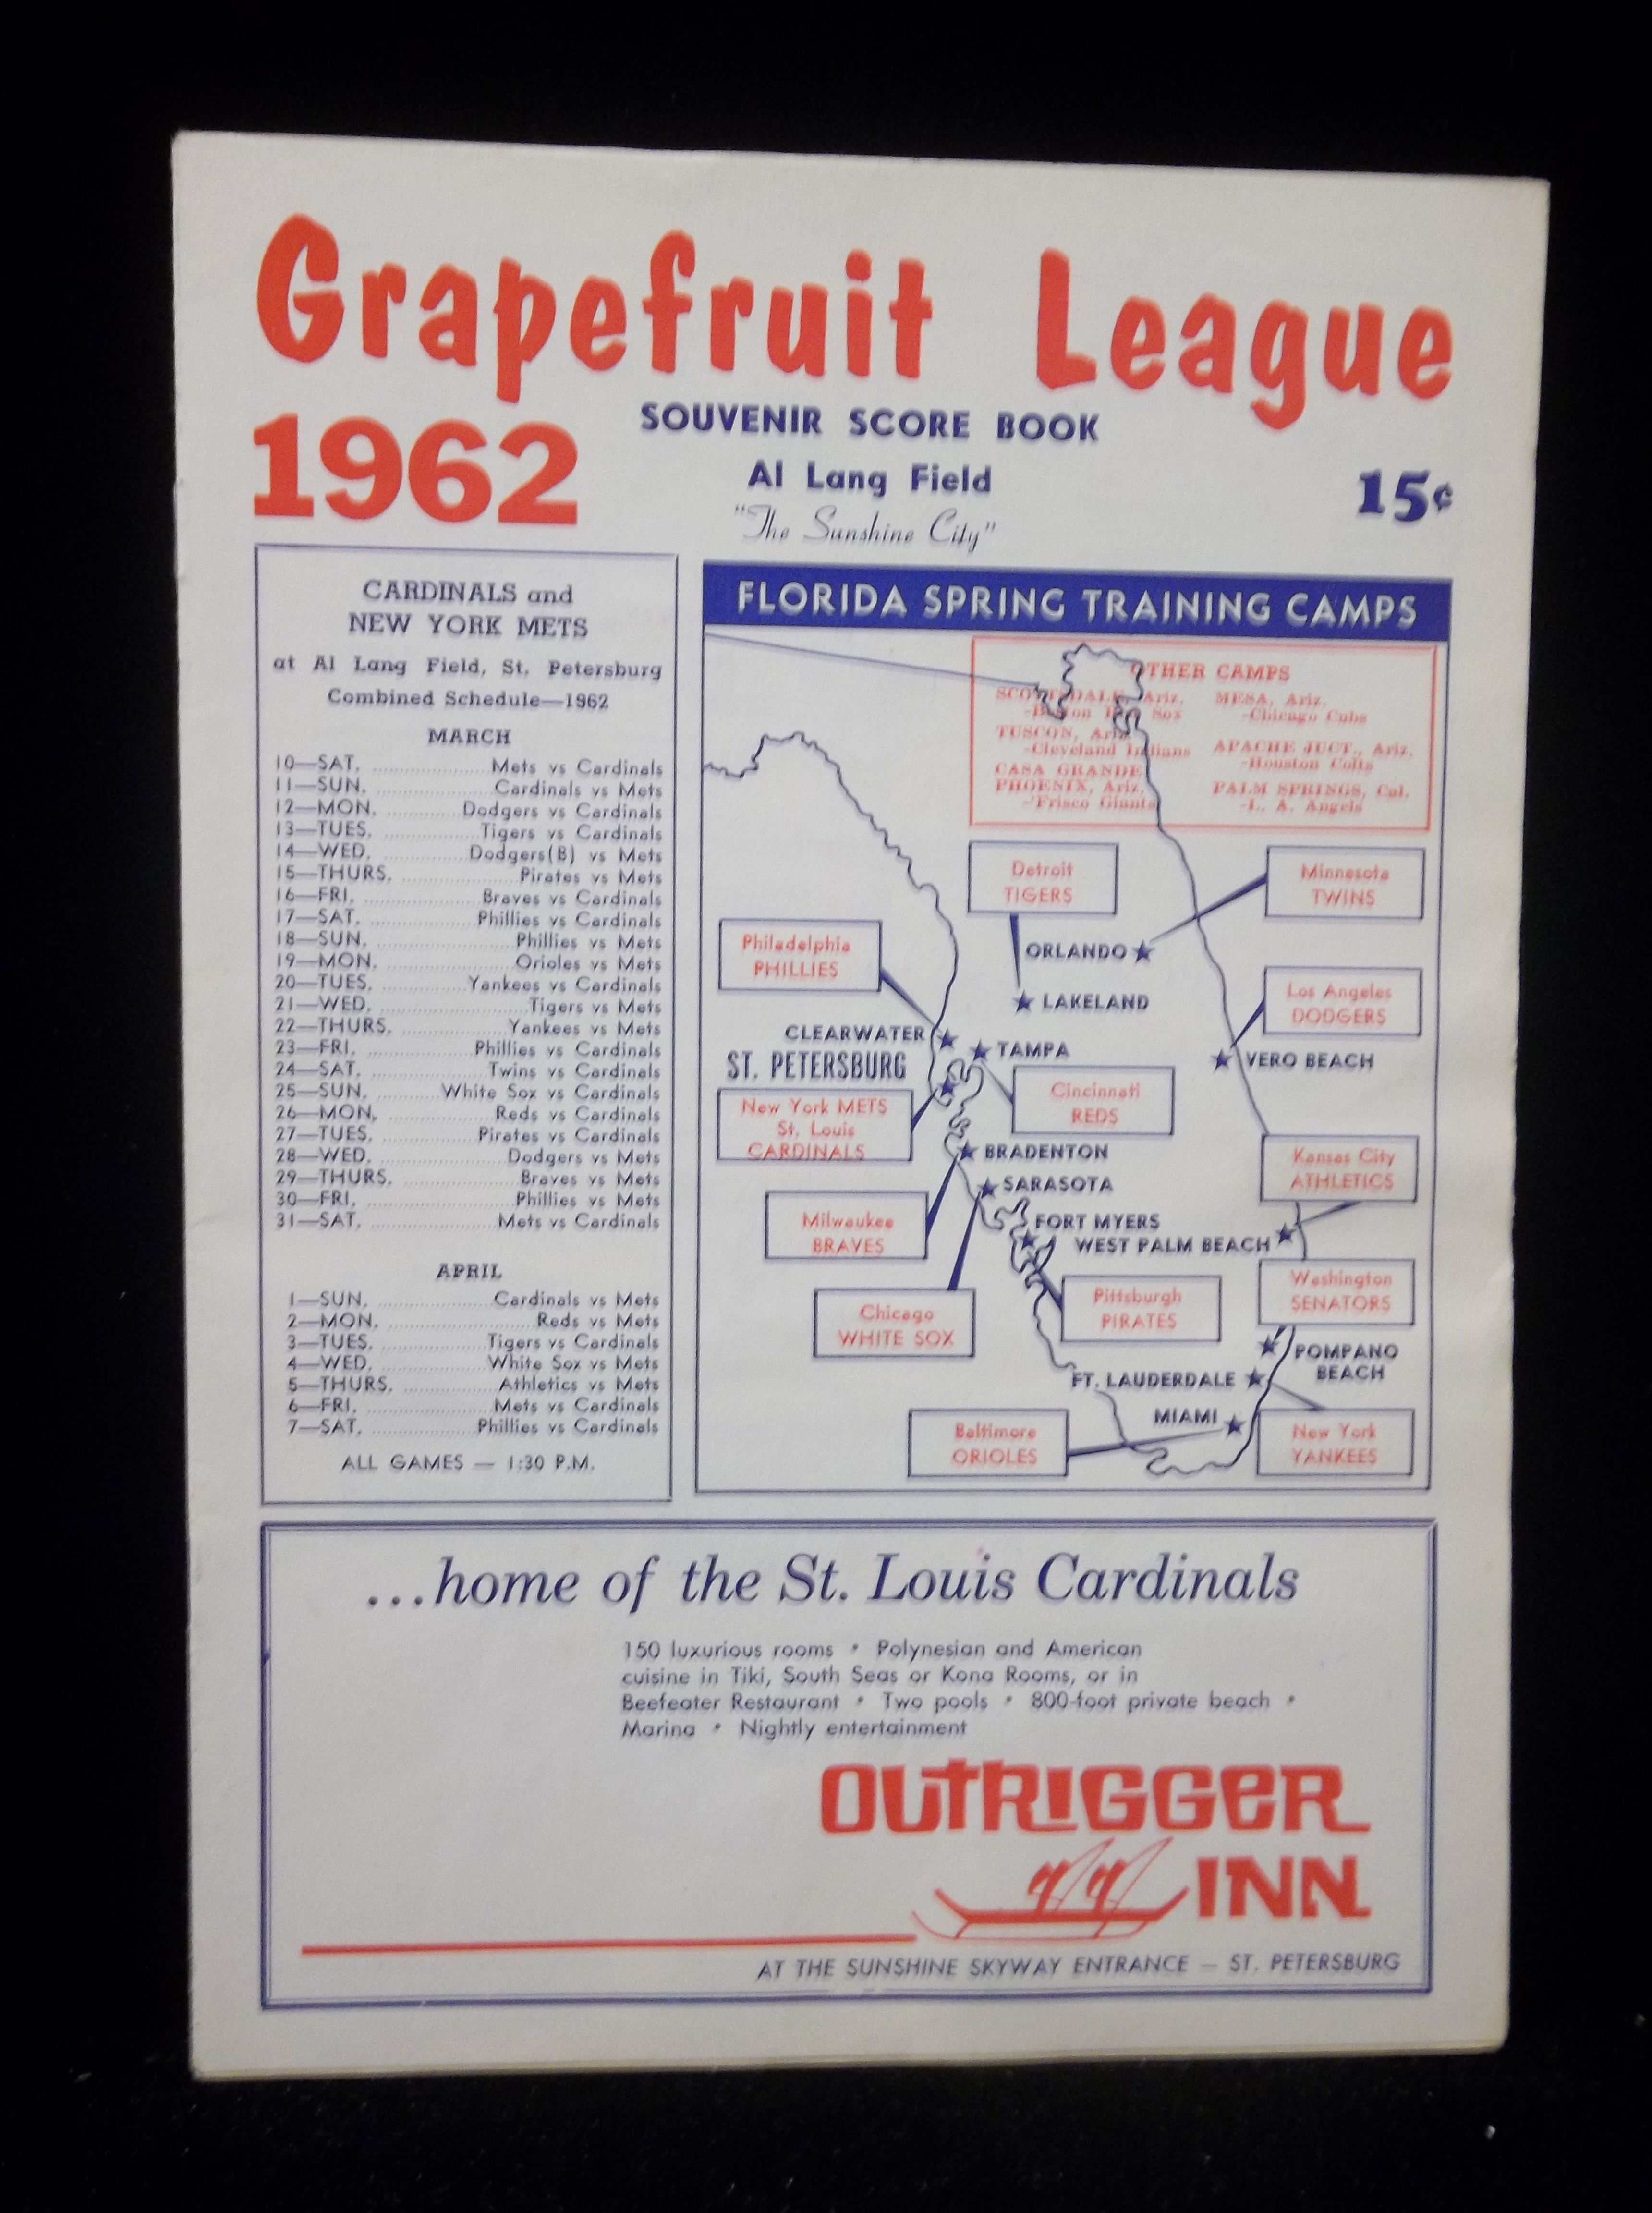 Grapefruit League
1962
SOUVENIR SCORE BOOK
Al Lang Field
"The Sunshine City"
15¢
CARDINALS and
NEW YORK METS
at Al Lang Field, St. Petersburg
Combined Schedule—1962
MARCH
10—SAT. Mets vs Cardinals
11—SUN. Cardinals vs Mets
12—MON. Dodgers vs Cardinals
13—TUES. Tigers vs Cardinals
14—WED. Dodgers(B) vs Mets
15—THURS. Pirates vs Mets
16—FRI. Braves vs Cardinals
17—SAT. Phillies vs Cardinals
18—SUN. Phillies vs Mets
19—MON. Orioles vs Mets
20—TUES. Yankees vs Cardinals
21—WED. Tigers vs Mets
22—THURS. Yankees vs Mets
23—FRI. Phillies vs Cardinals
24—SAT. Twins vs Cardinals
25—SUN. White Sox vs Cardinals
26—MON. Reds vs Cardinals
27—TUES. Pirates vs Cardinals
28—WED. Dodgers vs Mets
29—THURS. Braves vs Mets
30—FRI. Phillies vs Mets
31—SAT. Mets vs Cardinals
APRIL
1—SUN. Cardinals vs Mets
2—MON. Reds vs Mets
3—TUES. Tigers vs Cardinals
4—WED. White Sox vs Mets
5—THURS. Athletics vs Mets
6—FRI. Mets vs Cardinals
7—SAT. Phillies vs Cardinals
ALL GAMES — 1:30 P.M.
FLORIDA SPRING TRAINING CAMPS
OTHER CAMPS
SCOTTSDALE, Ariz.
-Boston Red Sox
TUSCON, Ariz.
-Cleveland Indians
CASA GRANDE
PHOENIX, Ariz.
-'Frisco Giants
MESA, Ariz.
-Chicago Cubs
APACHE JUCT., Ariz.
-Houston Colts
PALM SPRINGS, Cal.
-L. A. Angels
Detroit
TIGERS
Minnesota
TWINS
Philadelphia
PHILLIES
ORLANDO
LAKELAND
Los Angeles
DODGERS
CLEARWATER
TAMPA
VERO BEACH
ST. PETERSBURG
New York METS
St. Louis
CARDINALS
Cincinnati
REDS
BRADENTON
Kansas City
ATHLETICS
SARASOTA
Milwaukee
BRAVES
FORT MYERS
WEST PALM BEACH
Washington
SENATORS
Chicago
WHITE SOX
Pittsburgh
PIRATES
POMPANO
BEACH
FT. LAUDERDALE
MIAMI
Baltimore
ORIOLES
New York
YANKEES
...home of the St. Louis Cardinals
150 luxurious rooms • Polynesian and American
cuisine in Tiki, South Seas or Kona Rooms, or in
Beefeater Restaurant • Two pools • 800-foot private beach •
Marina • Nightly entertainment
OUTRIGGER
INN
AT THE SUNSHINE SKYWAY ENTRANCE — ST. PETERSBURG